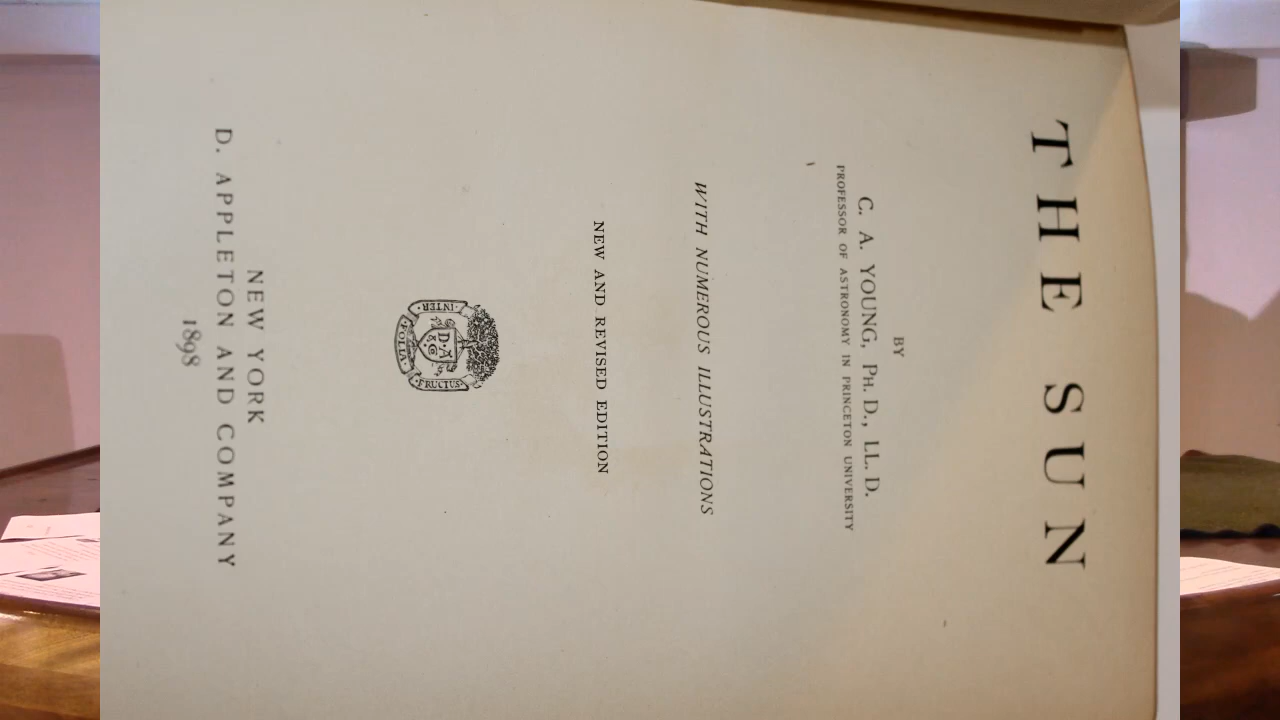 THE SUN
BY
C. A. YOUNG, PH. D., LL. D.
PROFESSOR OF ASTRONOMY IN PRINCETON UNIVERSITY
WITH NUMEROUS ILLUSTRATIONS
NEW AND REVISED EDITION
INTER
FOLIA
FRUCTUS
D·A
&C°
NEW YORK
D. APPLETON AND COMPANY
1898